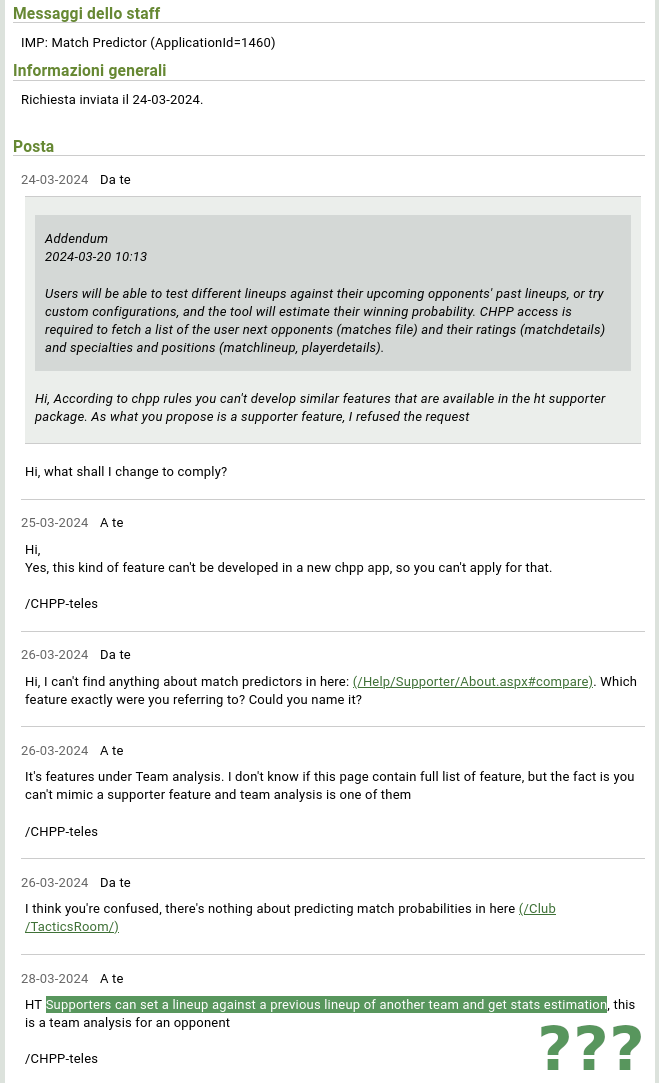 Messaggi dello staff
IMP: Match Predictor (ApplicationId=1460)
Informazioni generali
Richiesta inviata il 24-03-2024.
Posta
24-03-2024 Da te
Addendum
2024-03-20 10:13
Users will be able to test different lineups against their upcoming opponents' past lineups, or try
custom configurations, and the tool will estimate their winning probability. CHPP access is
required to fetch a list of the user next opponents (matches file) and their ratings (matchdetails)
and specialties and positions (matchlineup, playerdetails).
Hi, According to chpp rules you can't develop similar features that are available in the ht supporter
package. As what you propose is a supporter feature, I refused the request
Hi, what shall I change to comply?
25-03-2024 A te
Hi,
Yes, this kind of feature can't be developed in a new chpp app, so you can't apply for that.
/CHPP-teles
26-03-2024 Da te
Hi, I can't find anything about match predictors in here: (/Help/Supporter/About.aspx#compare). Which
feature exactly were you referring to? Could you name it?
26-03-2024 A te
It's features under Team analysis. I don't know if this page contain full list of feature, but the fact is you
can't mimic a supporter feature and team analysis is one of them
/CHPP-teles
26-03-2024 Da te
I think you're confused, there's nothing about predicting match probabilities in here (/Club
/TacticsRoom/)
28-03-2024 A te
HT Supporters can set a lineup against a previous lineup of another team and get stats estimation, this
is a team analysis for an opponent
???
/CHPP-teles